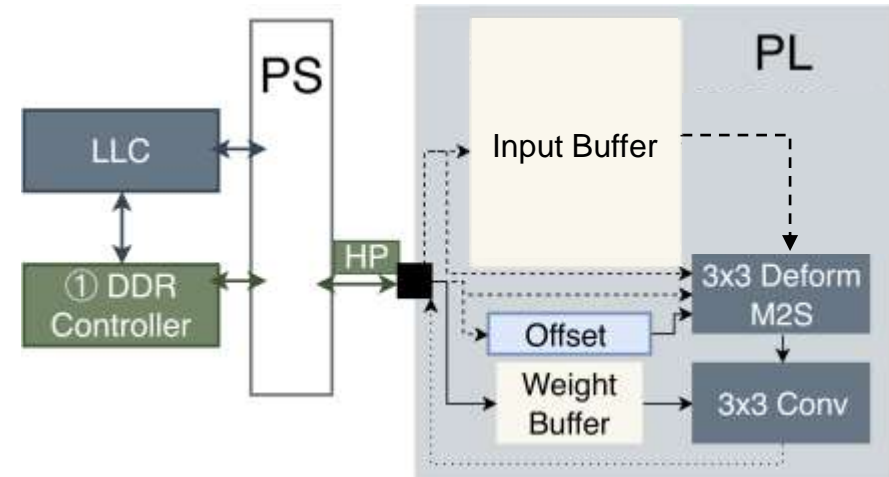 PS
PL
LLC
Input Buffer
HP
① DDR
Controller
3x3 Deform
M2S
Offset
Weight
Buffer
3x3 Conv